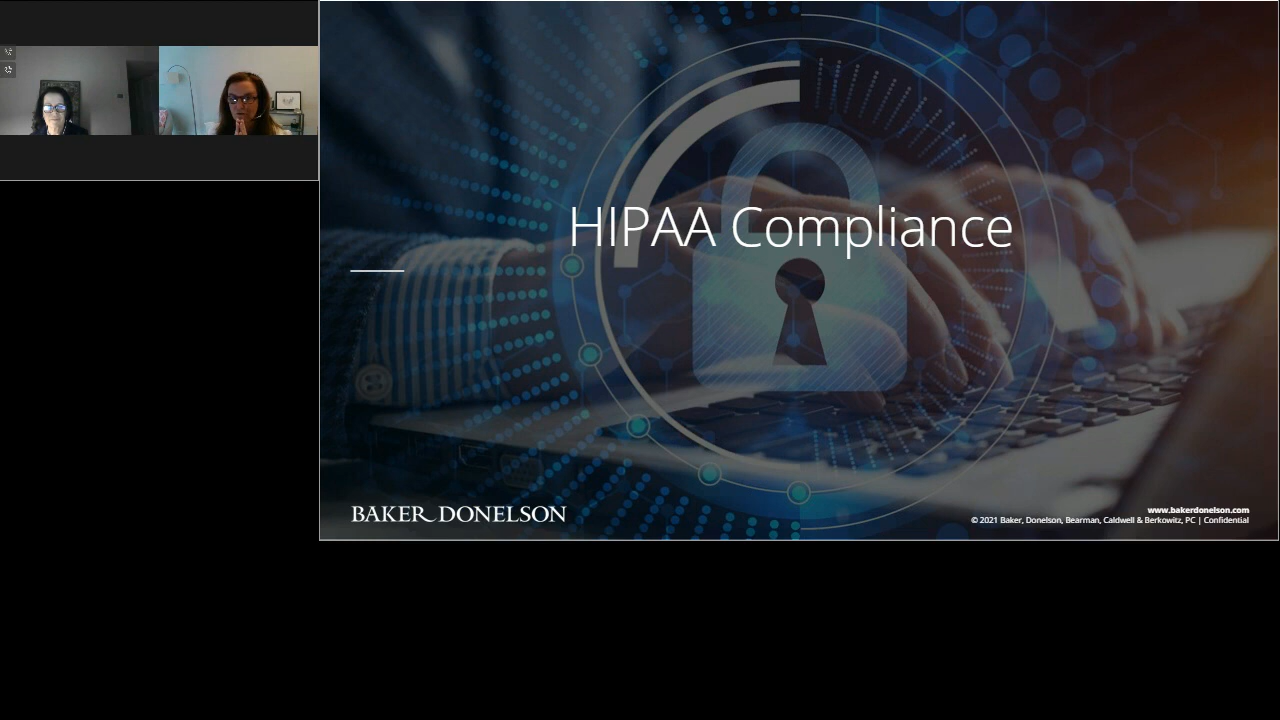 HIPAA Compliance
BAKER DONELSON
www.bakerdonelson.com
© 2021 Baker, Donelson, Bearman, Caldwell & Berkowitz, PC | Confidential